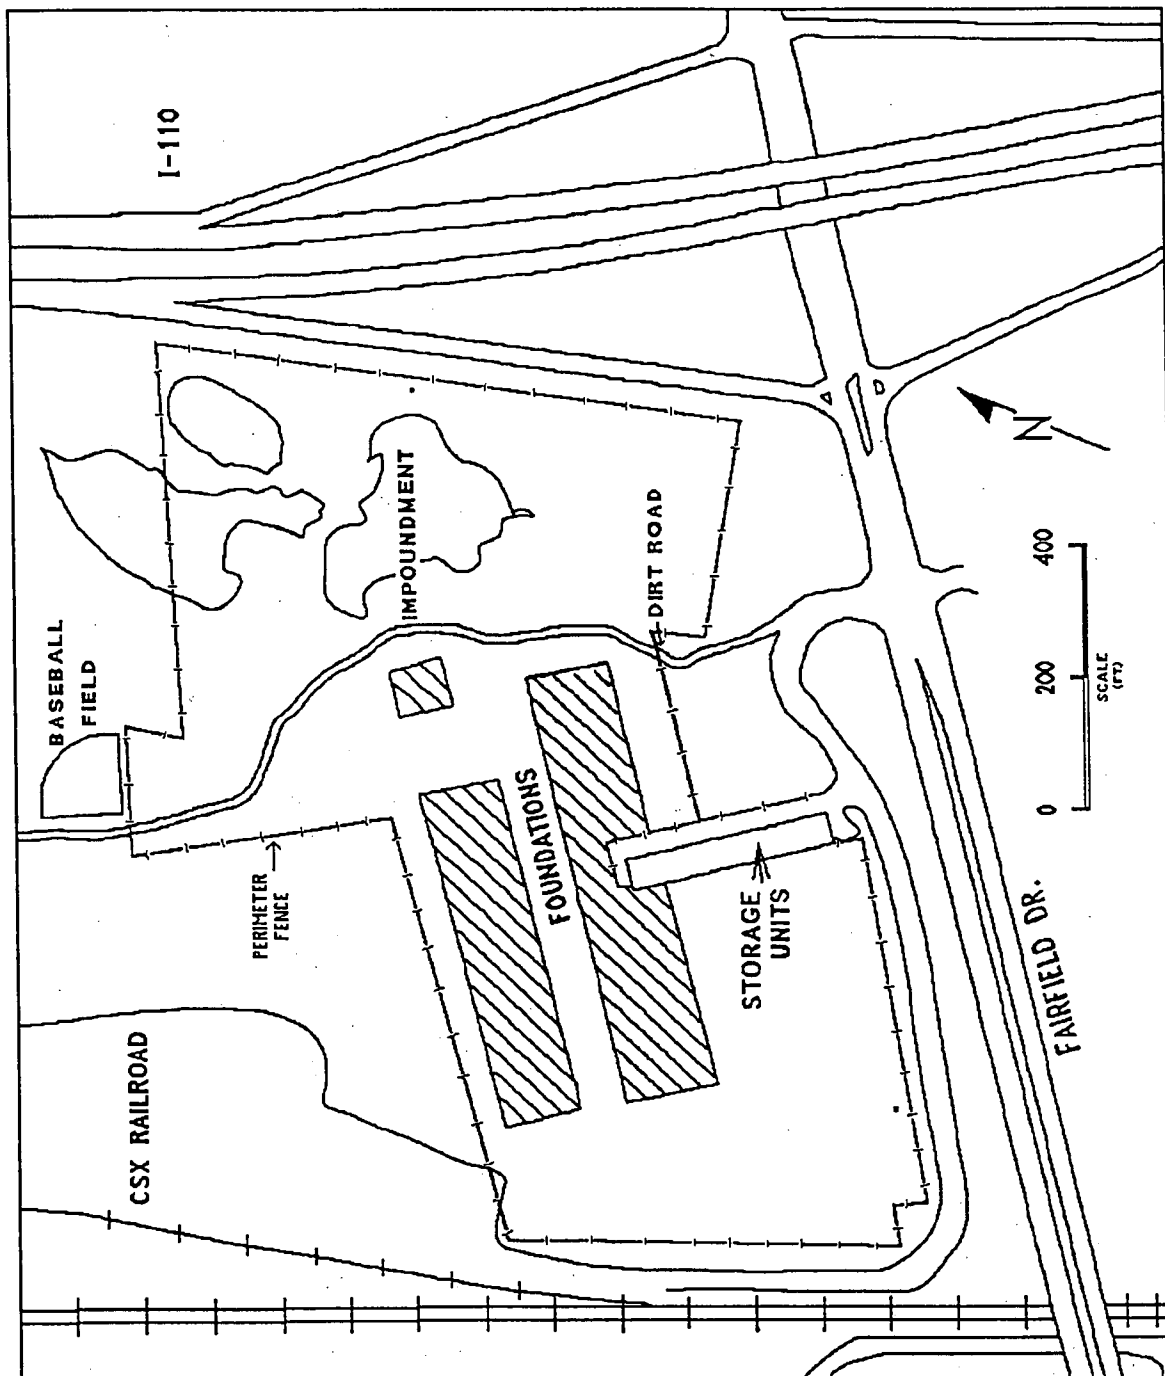 I-110
BASEBALL
FIELD
IMPOUNDMENT
DIRT ROAD
N
400
200
0
SCALE
(FT)
PERIMETER
FENCE
FOUNDATIONS
STORAGE
UNITS
FAIRFIELD DR.
CSX RAILROAD